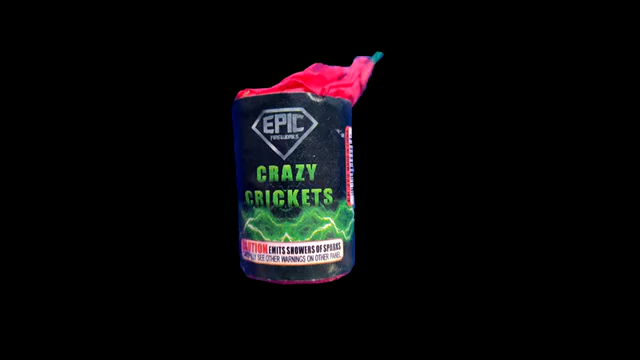 EPIC
FIREWORKS
CRAZY
CRICKETS
CAUTION EMITS SHOWERS OF SPARKS
SEE OTHER WARNINGS ON OTHER PANEL